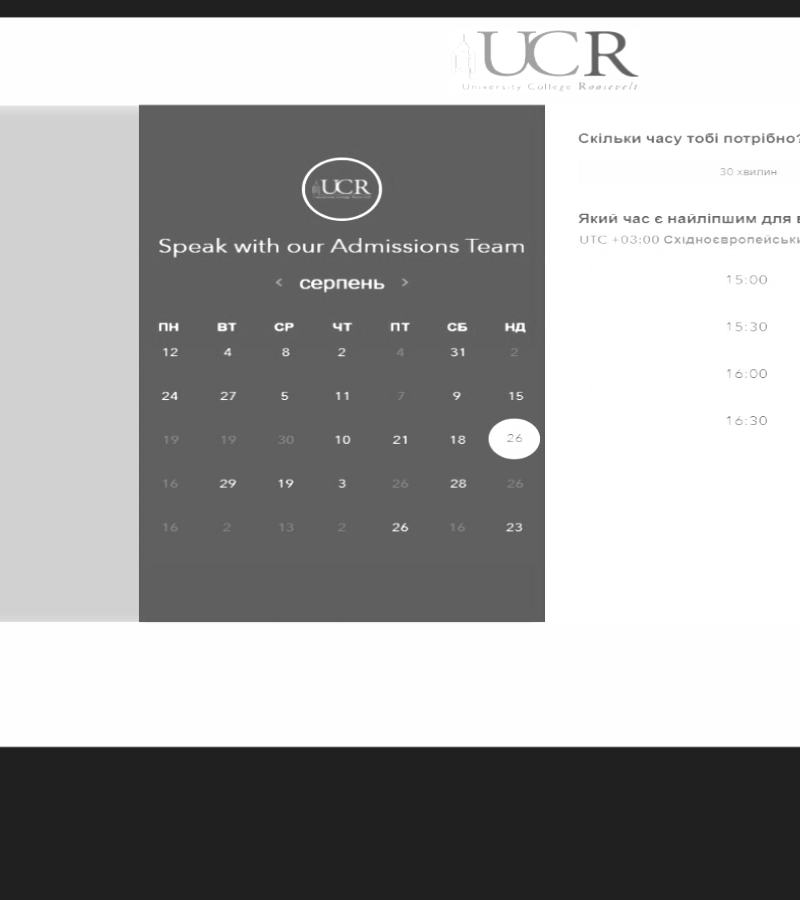 UCR
University College Roosevelt
UCR
Speak with our Admissions Team
< серпень >
ПН ВТ СР ЧТ ПТ СБ НД
12 4 8 2 4 31 2
24 27 5 11 7 9 15
19 19 30 10 21 18 26
16 29 19 3 26 28 26
16 2 13 2 26 16 23
Скільки часу тобі потрібно?
30 хвилин
Який час є найліпшим для
UTC +03:00 Східноєвропейськи
15:00
15:30
16:00
16:30